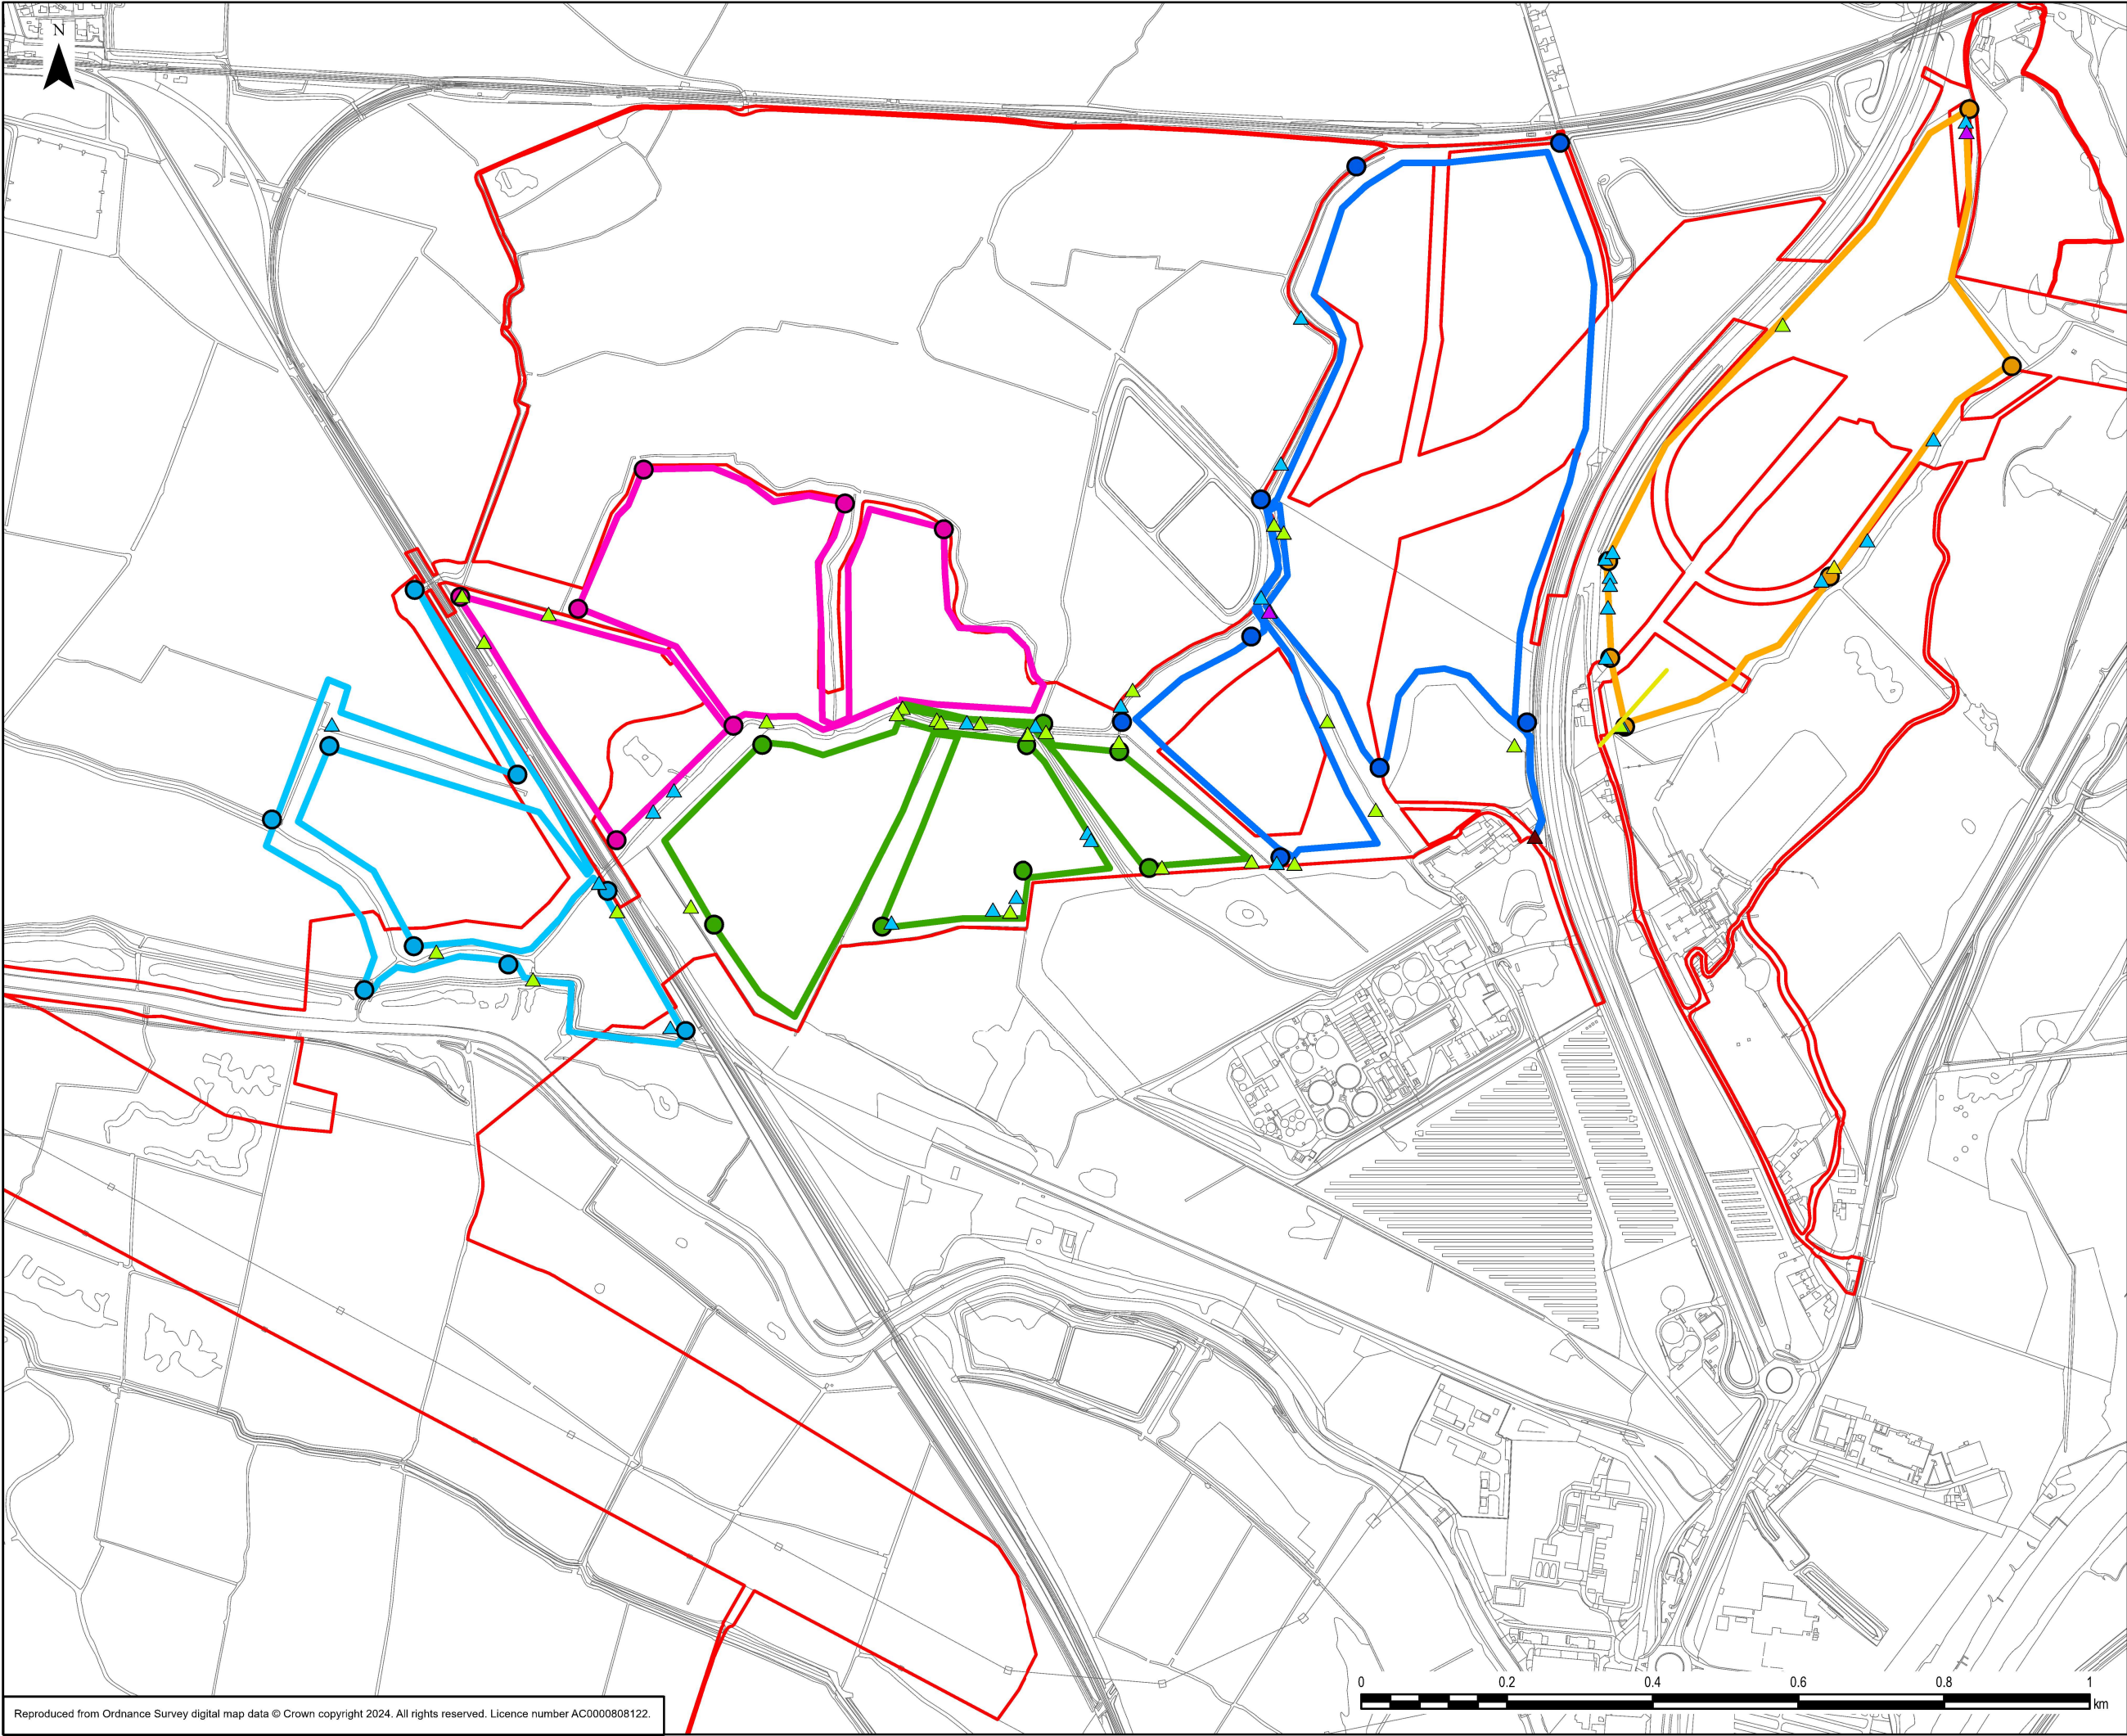 N
0 0.2 0.4 0.6 0.8 1
km
Reproduced from Ordnance Survey digital map data © Crown copyright 2024. All rights reserved. Licence number AC0000808122.